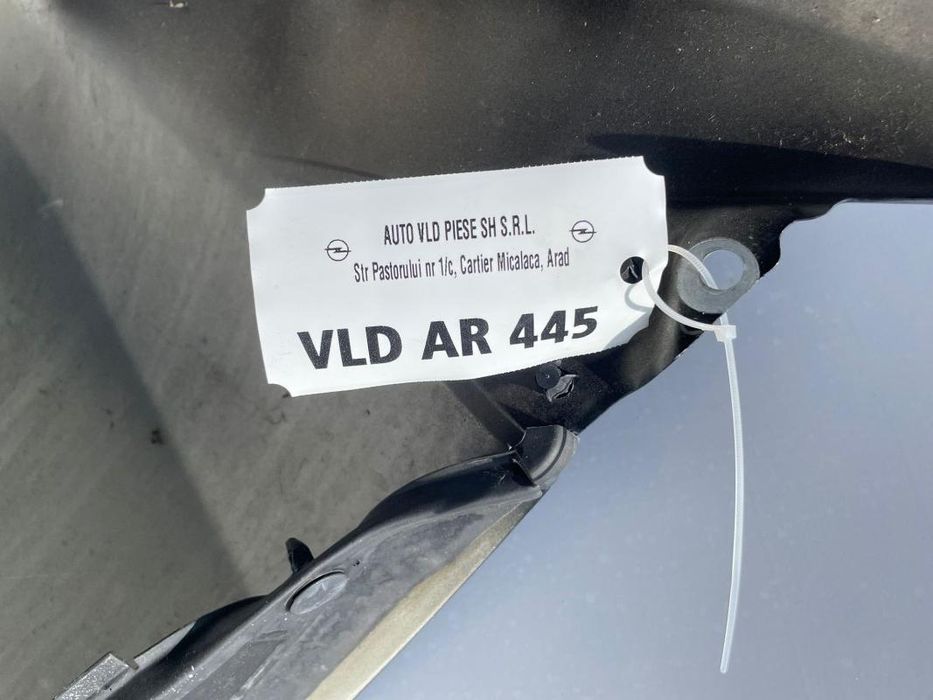 AUTO VLD PIESE SH S.R.L.
Str Pastorului nr 1/c, Cartier Micalaca, Arad
VLD AR 445